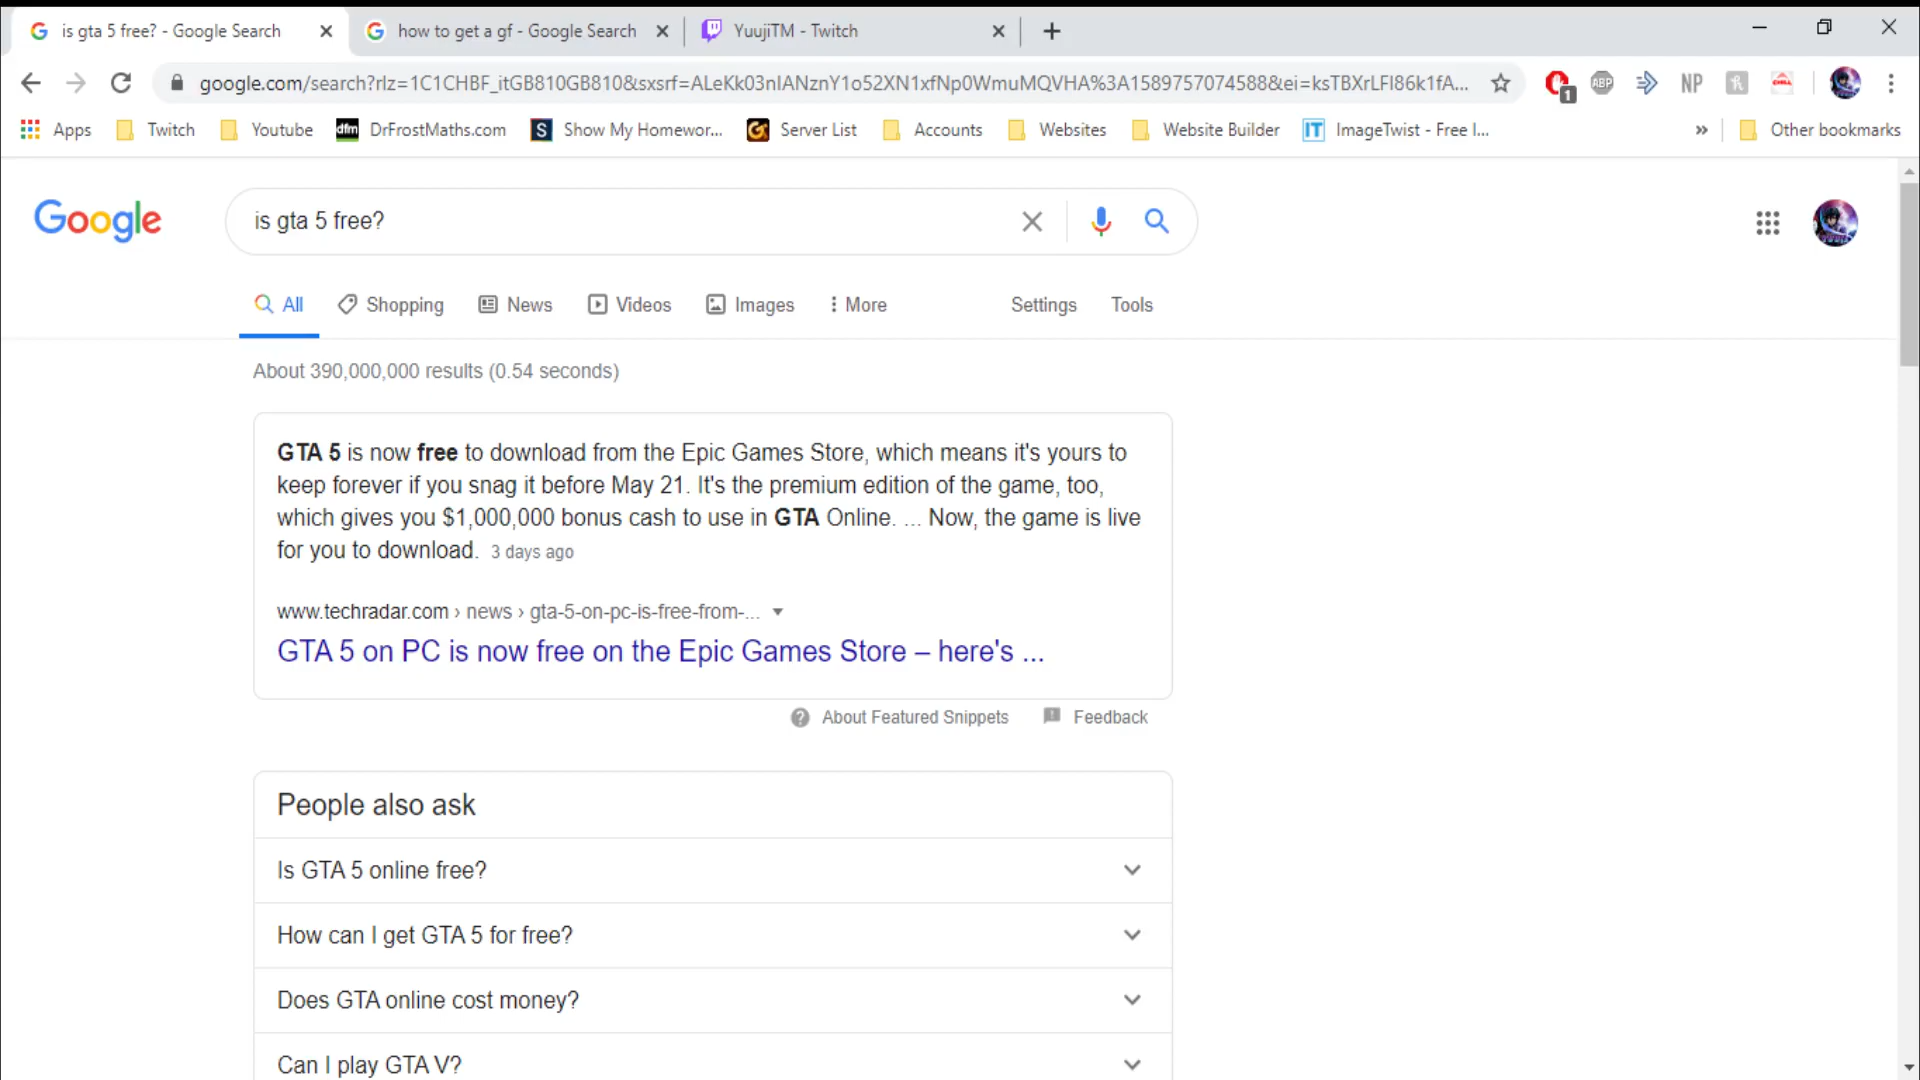 is gta 5 free? - Google Search
how to get a gf - Google Search
YuujiTM - Twitch
google.com/search?rlz=1C1CHBF_itGB810GB810&sxsrf=ALeKk03nIANznY1o52XN1xfNp0WmuMQVHA%3A1589757074588&ei=ksTBXrLFI86k1fA...
1
ABP
NP
CHILL
Apps
Twitch
Youtube
dfm
DrFrostMaths.com
S
Show My Homewor...
Server List
Accounts
Websites
Website Builder
IT
ImageTwist - Free I...
»
Other bookmarks
Google
is gta 5 free?
All
Shopping
News
Videos
Images
More
Settings
Tools
About 390,000,000 results (0.54 seconds)
GTA 5 is now free to download from the Epic Games Store, which means it's yours to
keep forever if you snag it before May 21. It's the premium edition of the game, too,
which gives you $1,000,000 bonus cash to use in GTA Online. ... Now, the game is live
for you to download. 3 days ago
www.techradar.com › news › gta-5-on-pc-is-free-from-...
GTA 5 on PC is now free on the Epic Games Store – here's ...
About Featured Snippets
Feedback
People also ask
Is GTA 5 online free?
How can I get GTA 5 for free?
Does GTA online cost money?
Can I play GTA V?